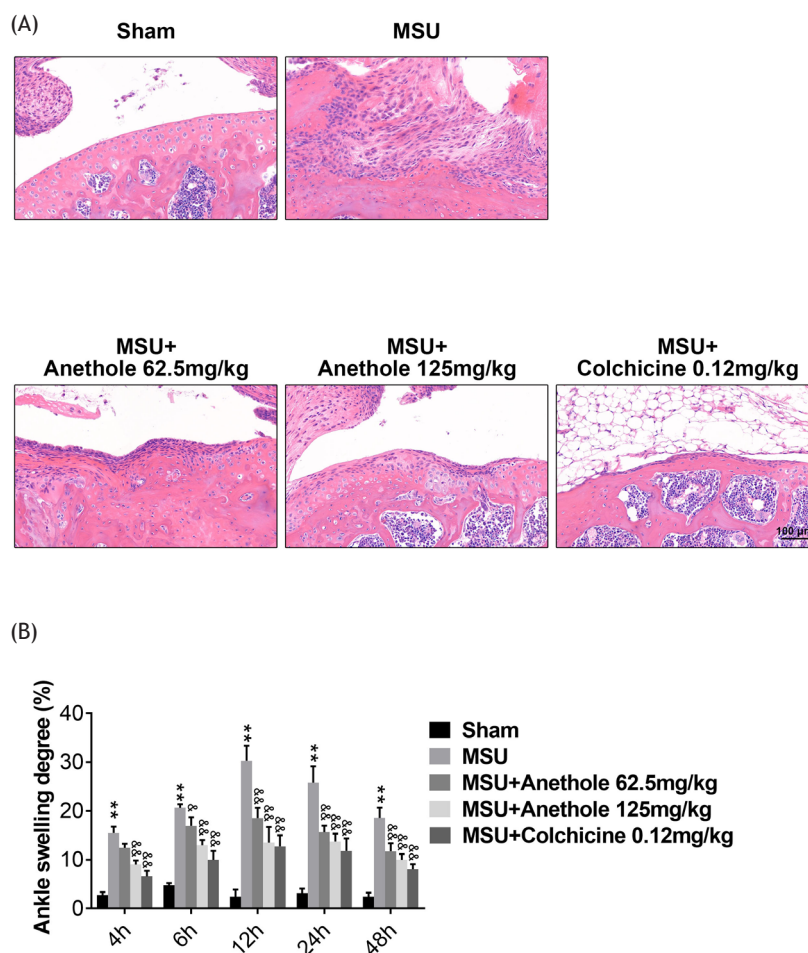 (A)
Sham
MSU
MSU+
Anethole 62.5mg/kg
MSU+
Anethole 125mg/kg
MSU+
Colchicine 0.12mg/kg
100 µm
(B)
Ankle swelling degree (%)
40
30
20
10
0
**
&&
&&
**
&
&&
&&
**
&&
&&
&&
**
&&
&&
&&
**
&&
&&
&&
4h
6h
12h
24h
48h
Sham
MSU
MSU+Anethole 62.5mg/kg
MSU+Anethole 125mg/kg
MSU+Colchicine 0.12mg/kg